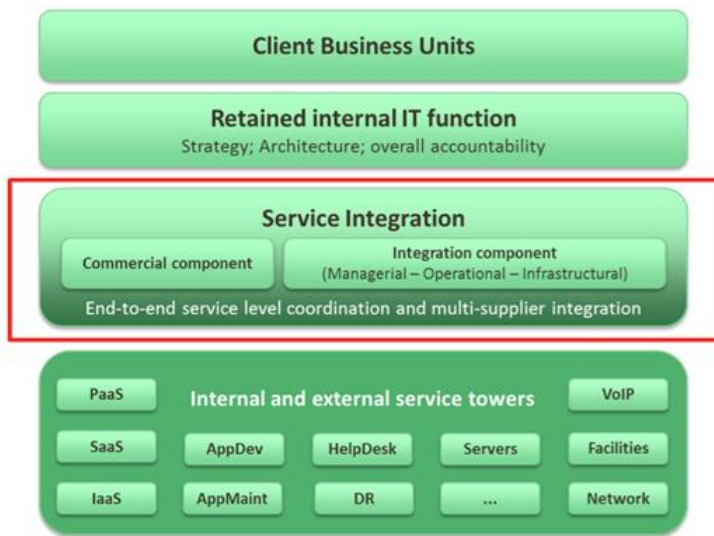 Client Business Units
Retained internal IT function
Strategy; Architecture; overall accountability
Service Integration
Commercial component
Integration component
(Managerial – Operational – Infrastructural)
End-to-end service level coordination and multi-supplier integration
Internal and external service towers
PaaS
VoIP
SaaS
AppDev
HelpDesk
Servers
Facilities
IaaS
AppMaint
DR
...
Network